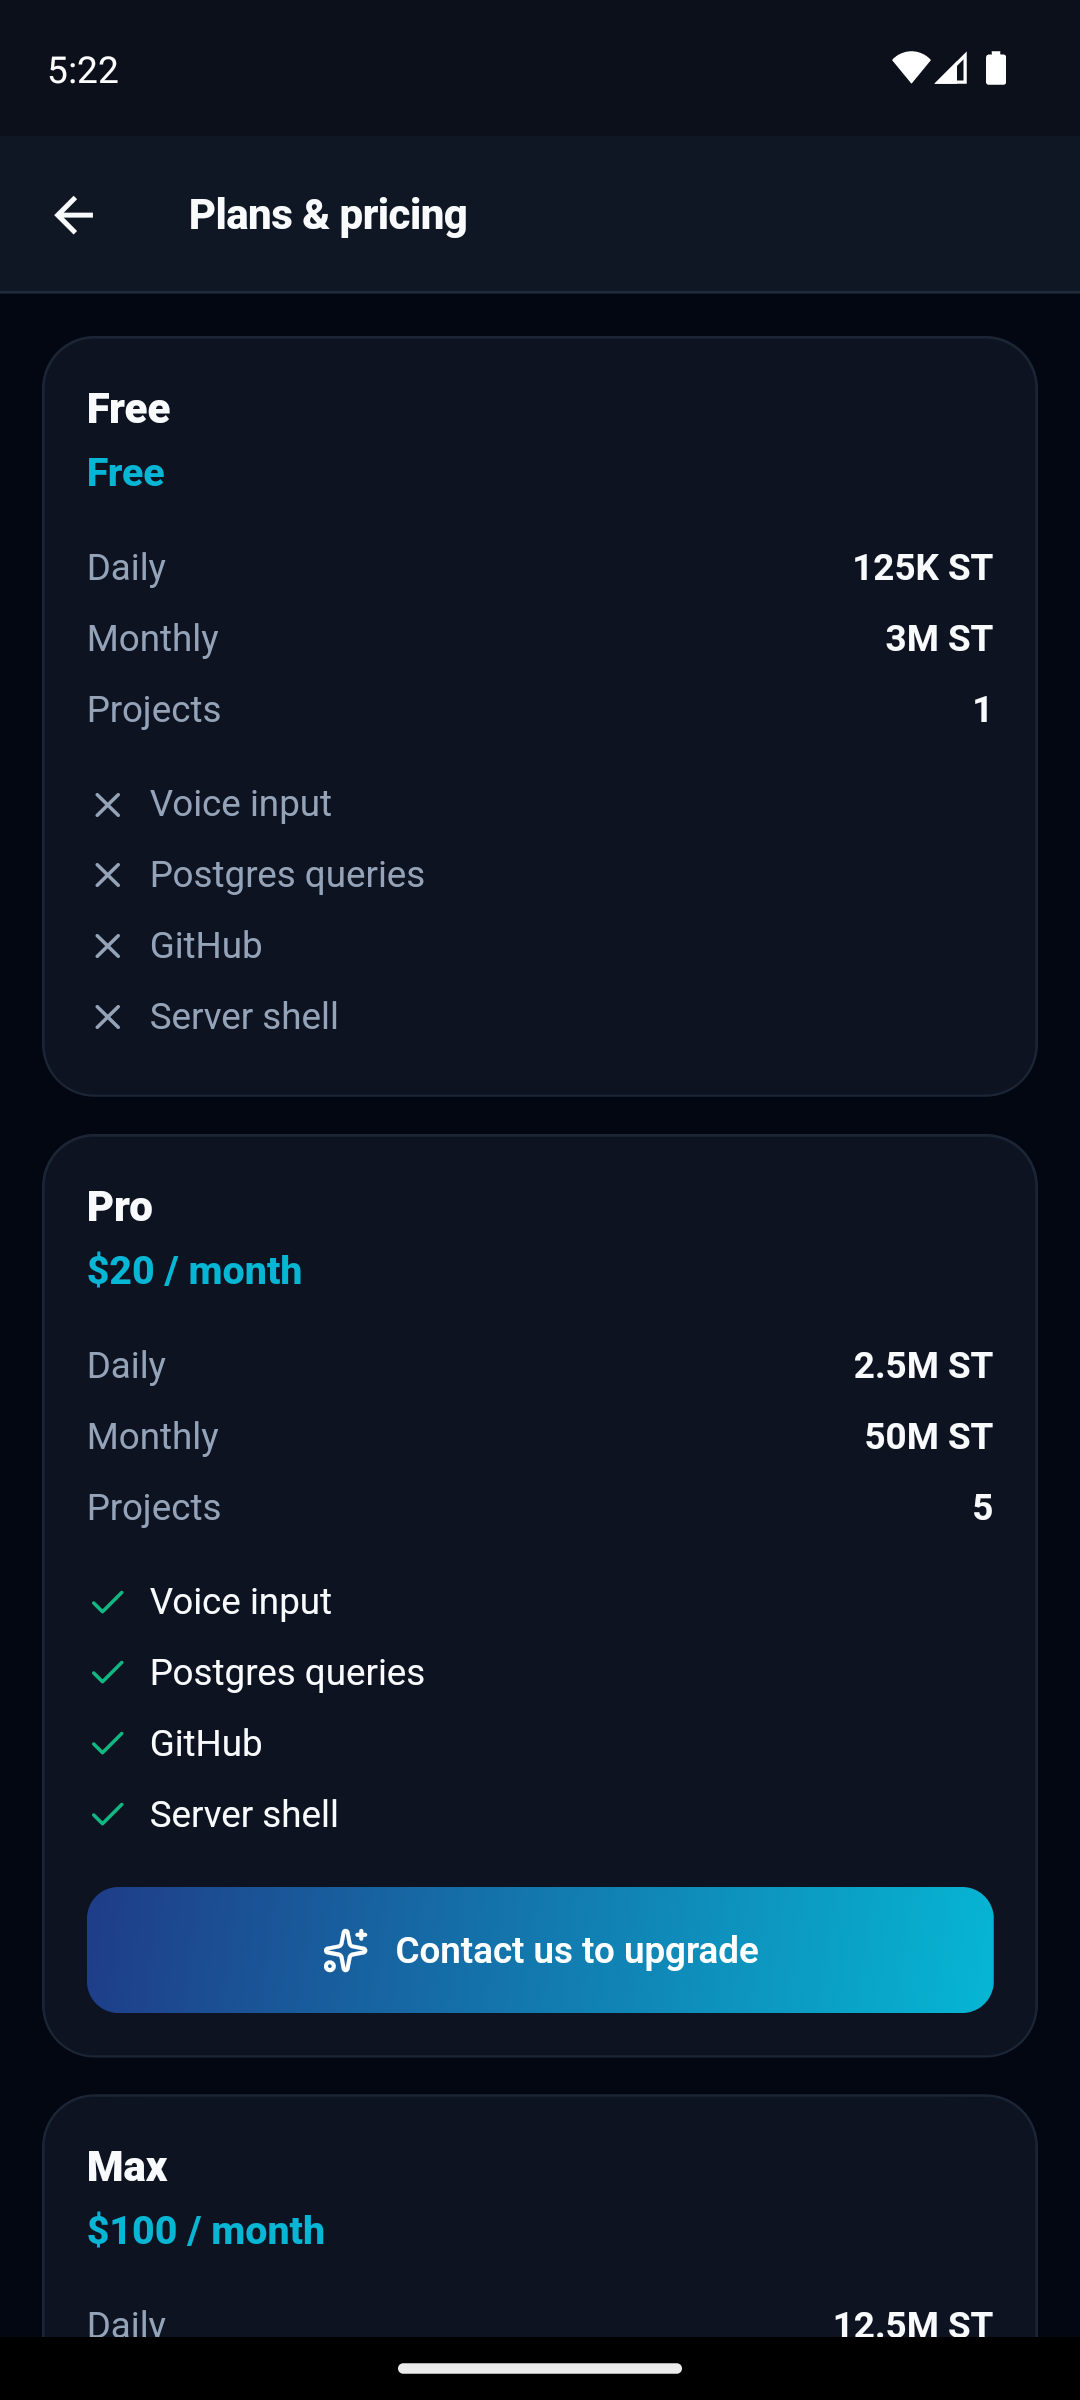 5:22
Plans & pricing
Free
Free
Daily 125K ST
Monthly 3M ST
Projects 1
Voice input
Postgres queries
GitHub
Server shell
Pro
$20 / month
Daily 2.5M ST
Monthly 50M ST
Projects 5
Voice input
Postgres queries
GitHub
Server shell
Contact us to upgrade
Max
$100 / month
Daily 12.5M ST